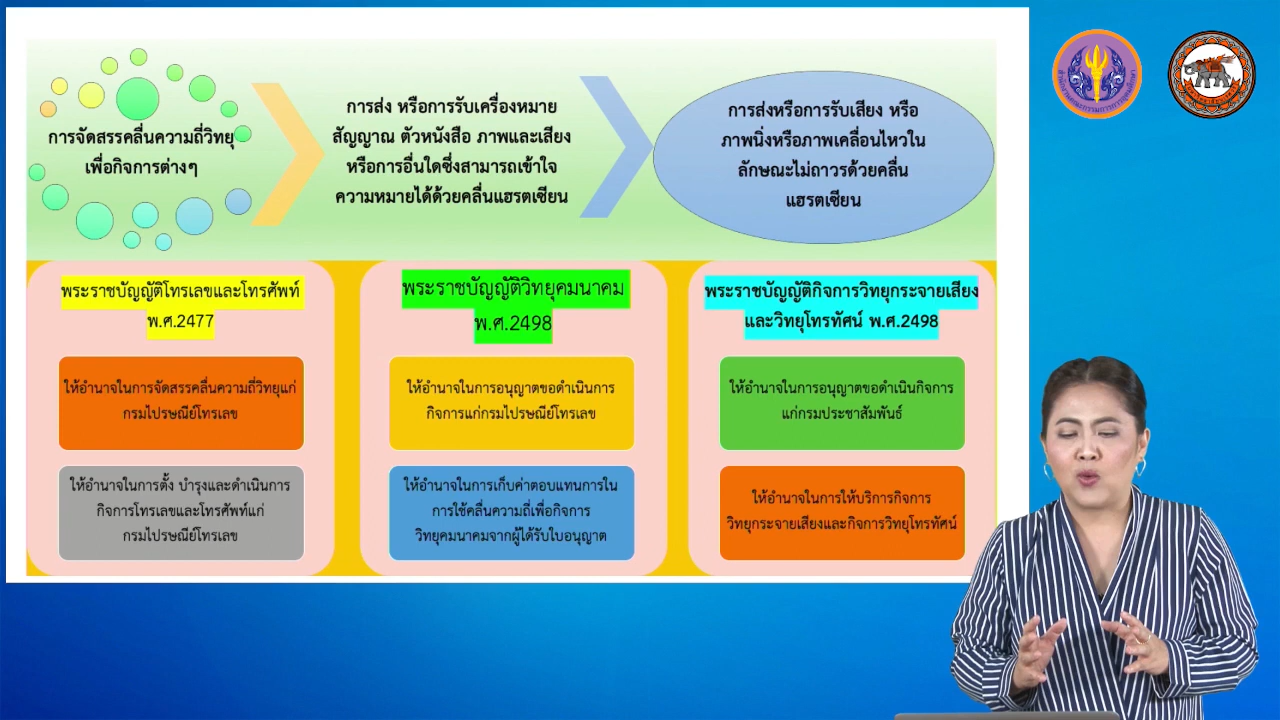 การจัดสรรคลื่นความถี่วิทยุ
เพื่อกิจการต่างๆ
การส่ง หรือการรับเครื่องหมาย
สัญญาณ ตัวหนังสือ ภาพและเสียง
หรือการอื่นใดซึ่งสามารถเข้าใจ
ความหมายได้ด้วยคลื่นแฮรตเซียน
การส่งหรือการรับเสียง หรือ
ภาพนิ่งหรือภาพเคลื่อนไหวใน
ลักษณะไม่ถาวรด้วยคลื่น
แฮรตเซียน
พระราชบัญญัติโทรเลขและโทรศัพท์
พ.ศ.2477
ให้อำนาจในการจัดสรรคลื่นความถี่วิทยุแก่
กรมไปรษณีย์โทรเลข
ให้อำนาจในการตั้ง บำรุงและดำเนินการ
กิจการโทรเลขและโทรศัพท์แก่
กรมไปรษณีย์โทรเลข
พระราชบัญญัติวิทยุคมนาคม
พ.ศ.2498
ให้อำนาจในการอนุญาตขอดำเนินการ
กิจการแก่กรมไปรษณีย์โทรเลข
ให้อำนาจในการเก็บค่าตอบแทนการใน
การใช้คลื่นความถี่เพื่อกิจการ
วิทยุคมนาคมจากผู้ได้รับใบอนุญาต
พระราชบัญญัติกิจการวิทยุกระจายเสียง
และวิทยุโทรทัศน์ พ.ศ.2498
ให้อำนาจในการอนุญาตขอดำเนินกิจการ
แก่กรมประชาสัมพันธ์
ให้อำนาจในการให้บริการกิจการ
วิทยุกระจายเสียงและกิจการวิทยุโทรทัศน์